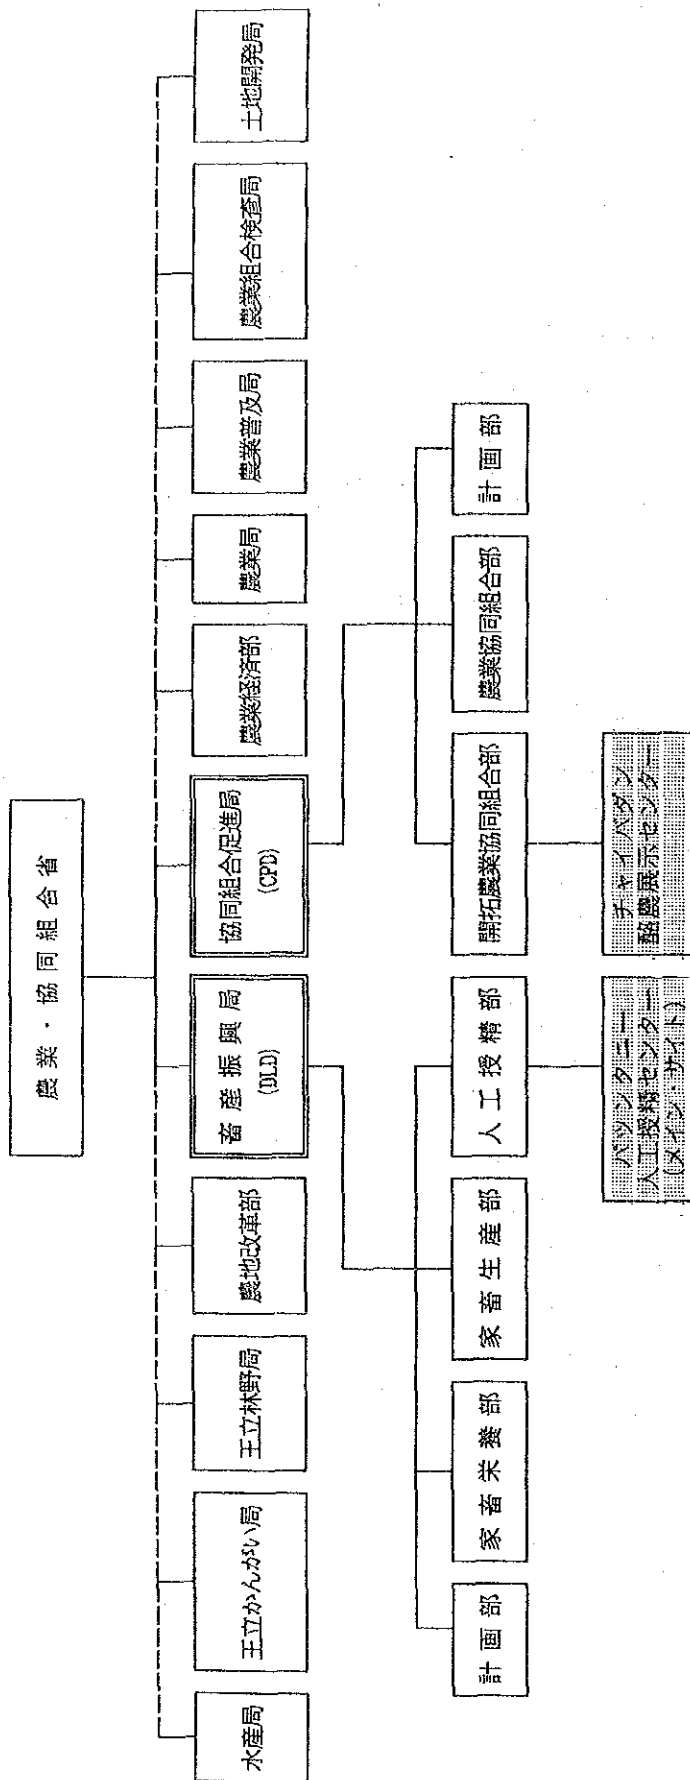 農業・協同組合省
水産局
王立かんがい局
王立林野局
農地改革部
畜産振興局
(DLD)
協同組合促進局
(CPD)
農業経済部
農業局
農業普及局
農業組合検査局
土地開発局
計画部
家畜栄養部
家畜生産部
人工授精部
開拓農業協同組合部
農業協同組合部
計画部
パッンタニー
人工授精センター
(メイン・サイト)
チャイバダン
酪農展示センター